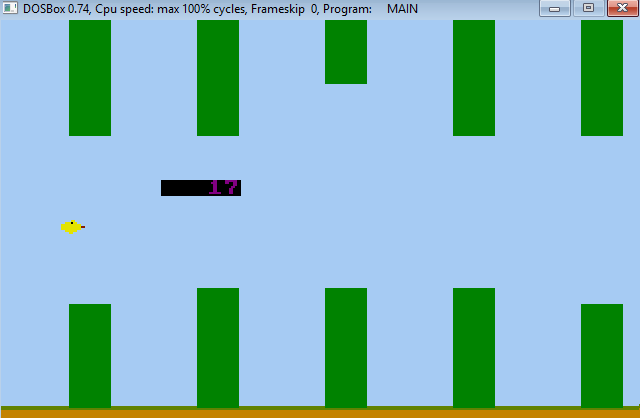 DOSBox 0.74, Cpu speed: max 100% cycles, Frameskip 0, Program: MAIN
17